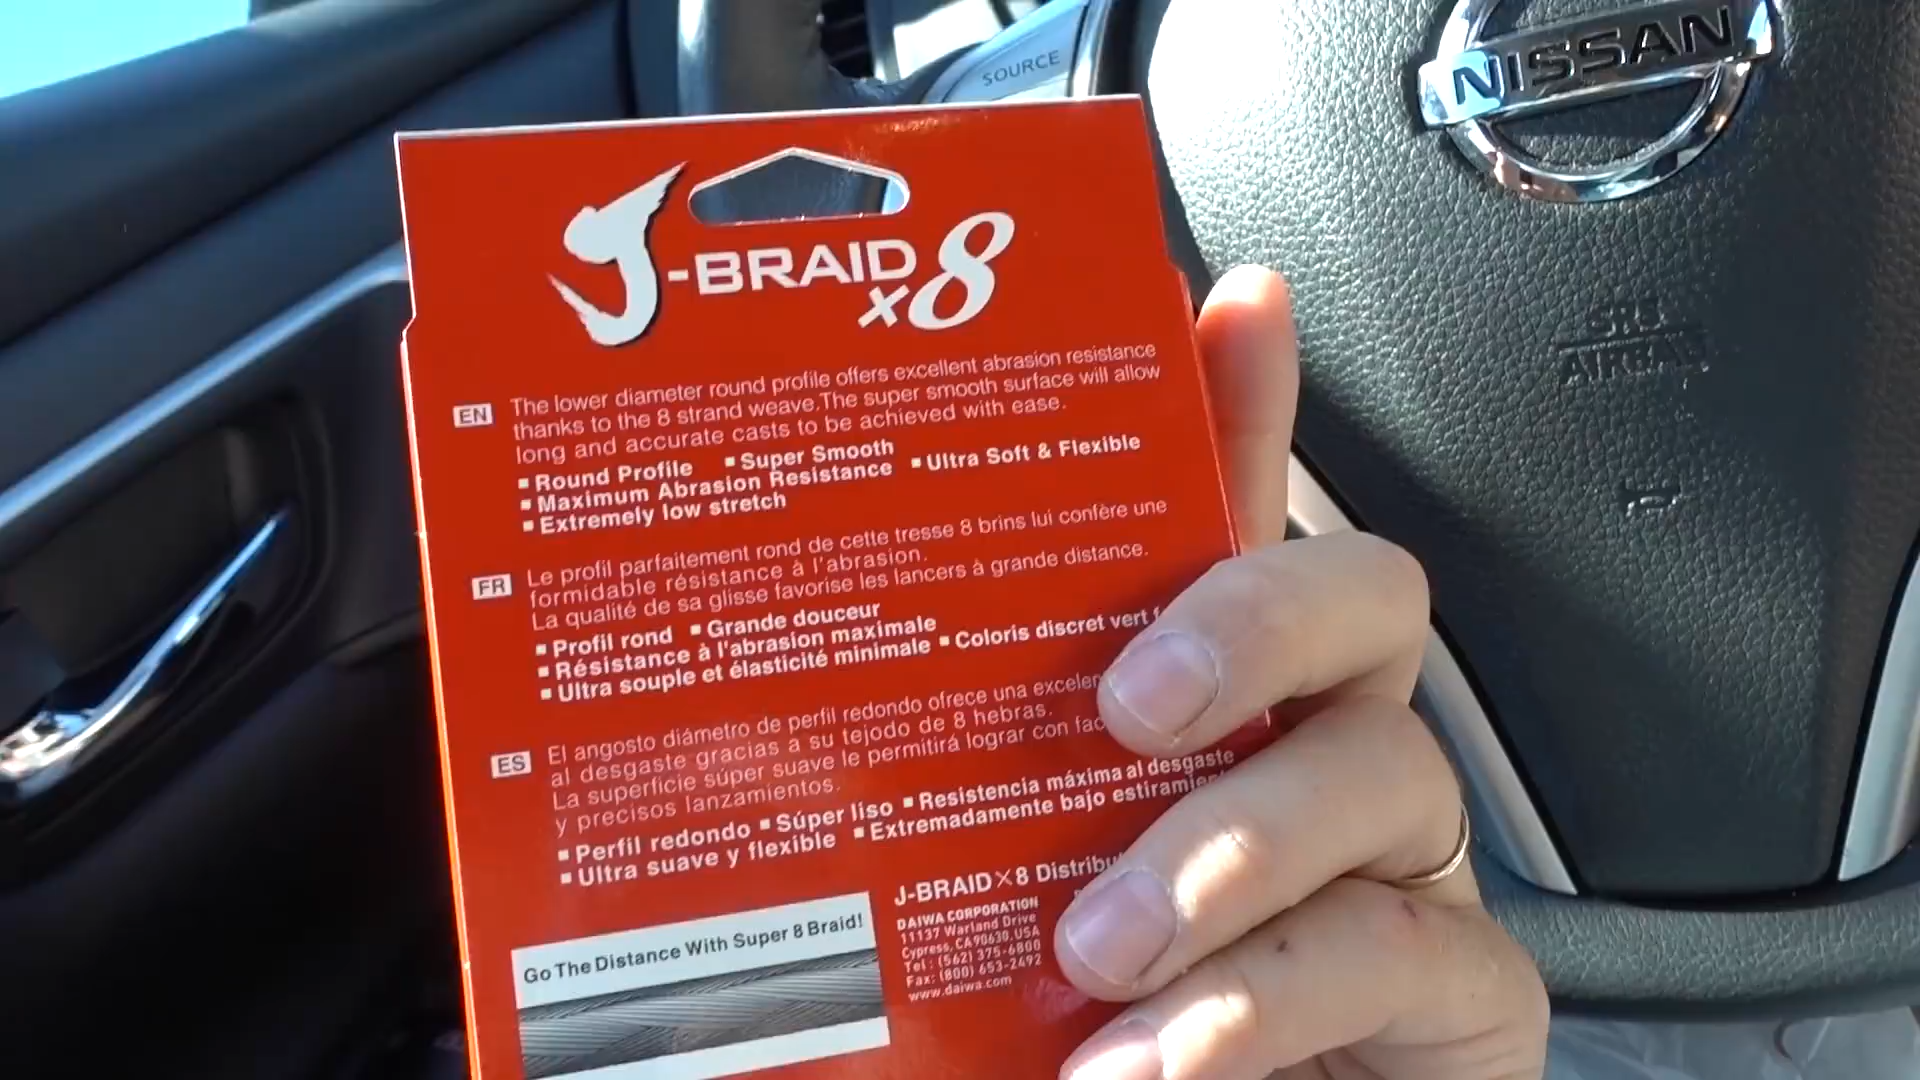 SOURCE
NISSAN
SRS
AIRBAG
J-BRAID
x8
EN
The lower diameter round profile offers excellent abrasion resistance
thanks to the 8 strand weave.The super smooth surface will allow
long and accurate casts to be achieved with ease.
▪Round Profile ▪Super Smooth
▪Maximum Abrasion Resistance ▪Ultra Soft & Flexible
▪Extremely low stretch
FR
Le profil parfaitement rond de cette tresse 8 brins lui confère une
formidable résistance à l'abrasion.
La qualité de sa glisse favorise les lancers à grande distance.
▪Profil rond ▪Grande douceur
▪Résistance à l'abrasion maximale
▪Ultra souple et élasticité minimale ▪Coloris discret vert
ES
El angosto diámetro de perfil redondo ofrece una
al desgaste gracias a su tejodo de 8 hebras.
La superficie súper suave le permitirá lograr con
y precisos lanzamientos.
▪Perfil redondo ▪Súper liso ▪Resistencia máxima al desgaste
▪Ultra suave y flexible ▪Extremadamente bajo
Go The Distance With Super 8 Braid!
J-BRAID×8
DAIWA CORPORATION
11137 Warland Drive
Cypress, CA 90630, USA
Tel : (562) 375-6800
Fax: (800) 653-2492
www.daiwa.com